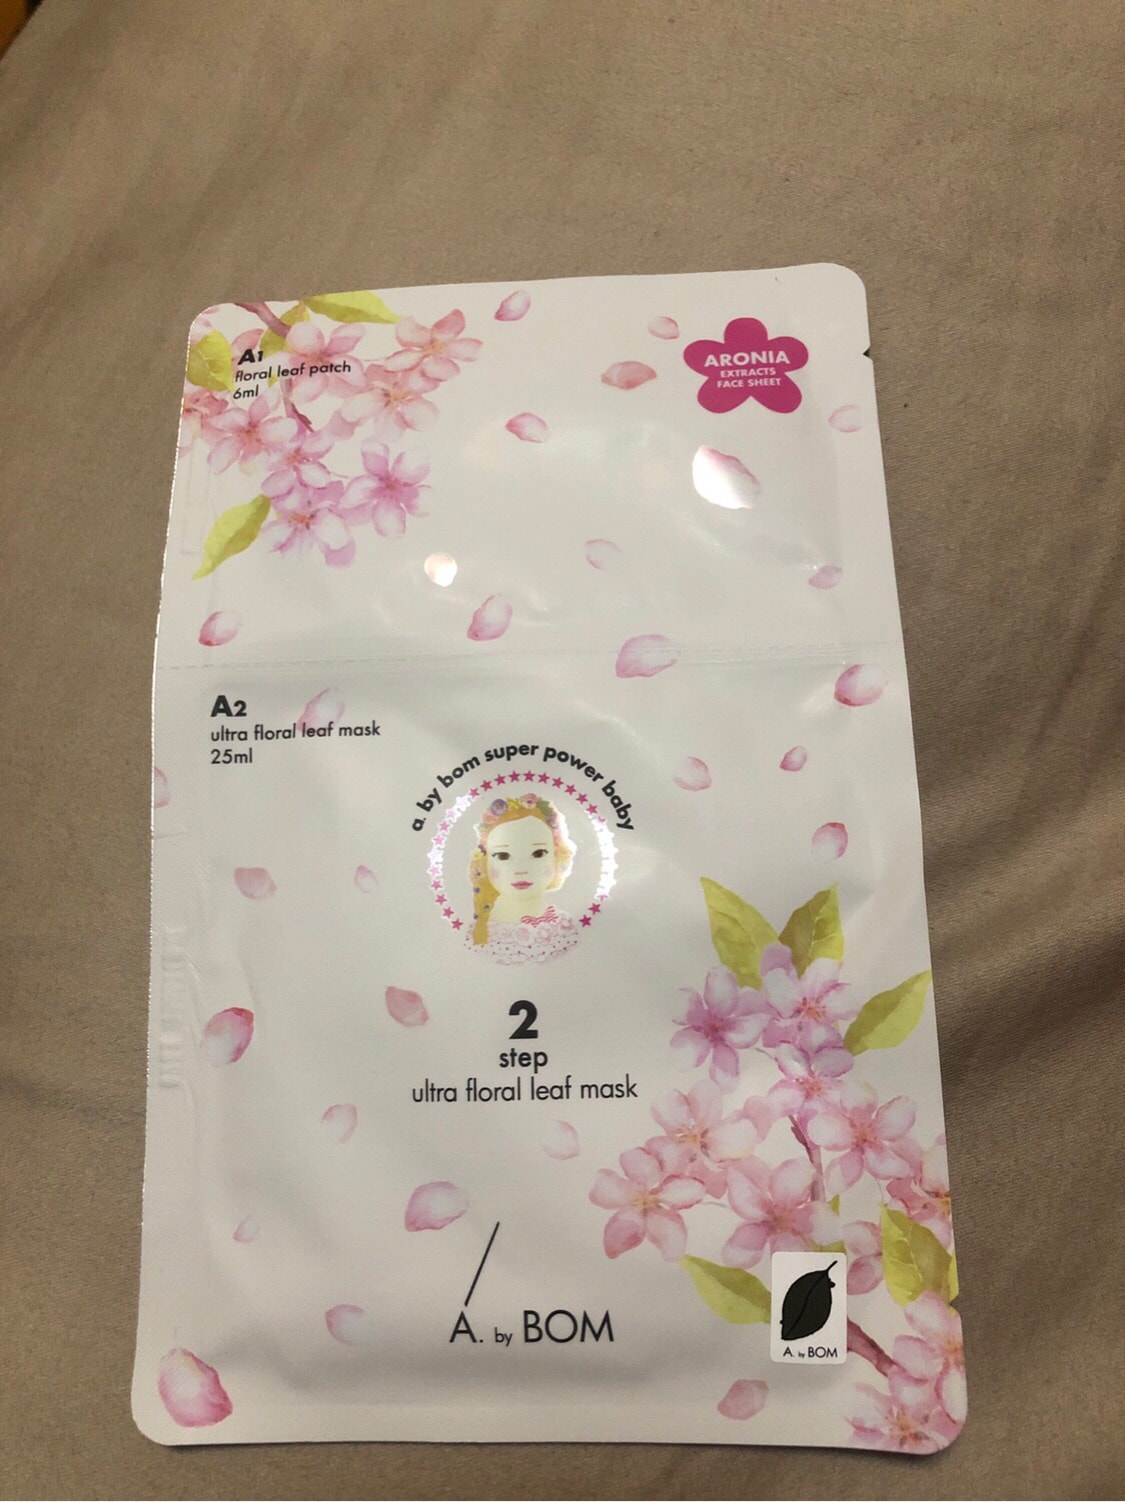 A1
floral leaf patch
6ml
ARONIA
EXTRACTS
FACE SHEET
A2
ultra floral leaf mask
25ml
a. by bom super power baby
2
step
ultra floral leaf mask
A. by BOM
A. by BOM